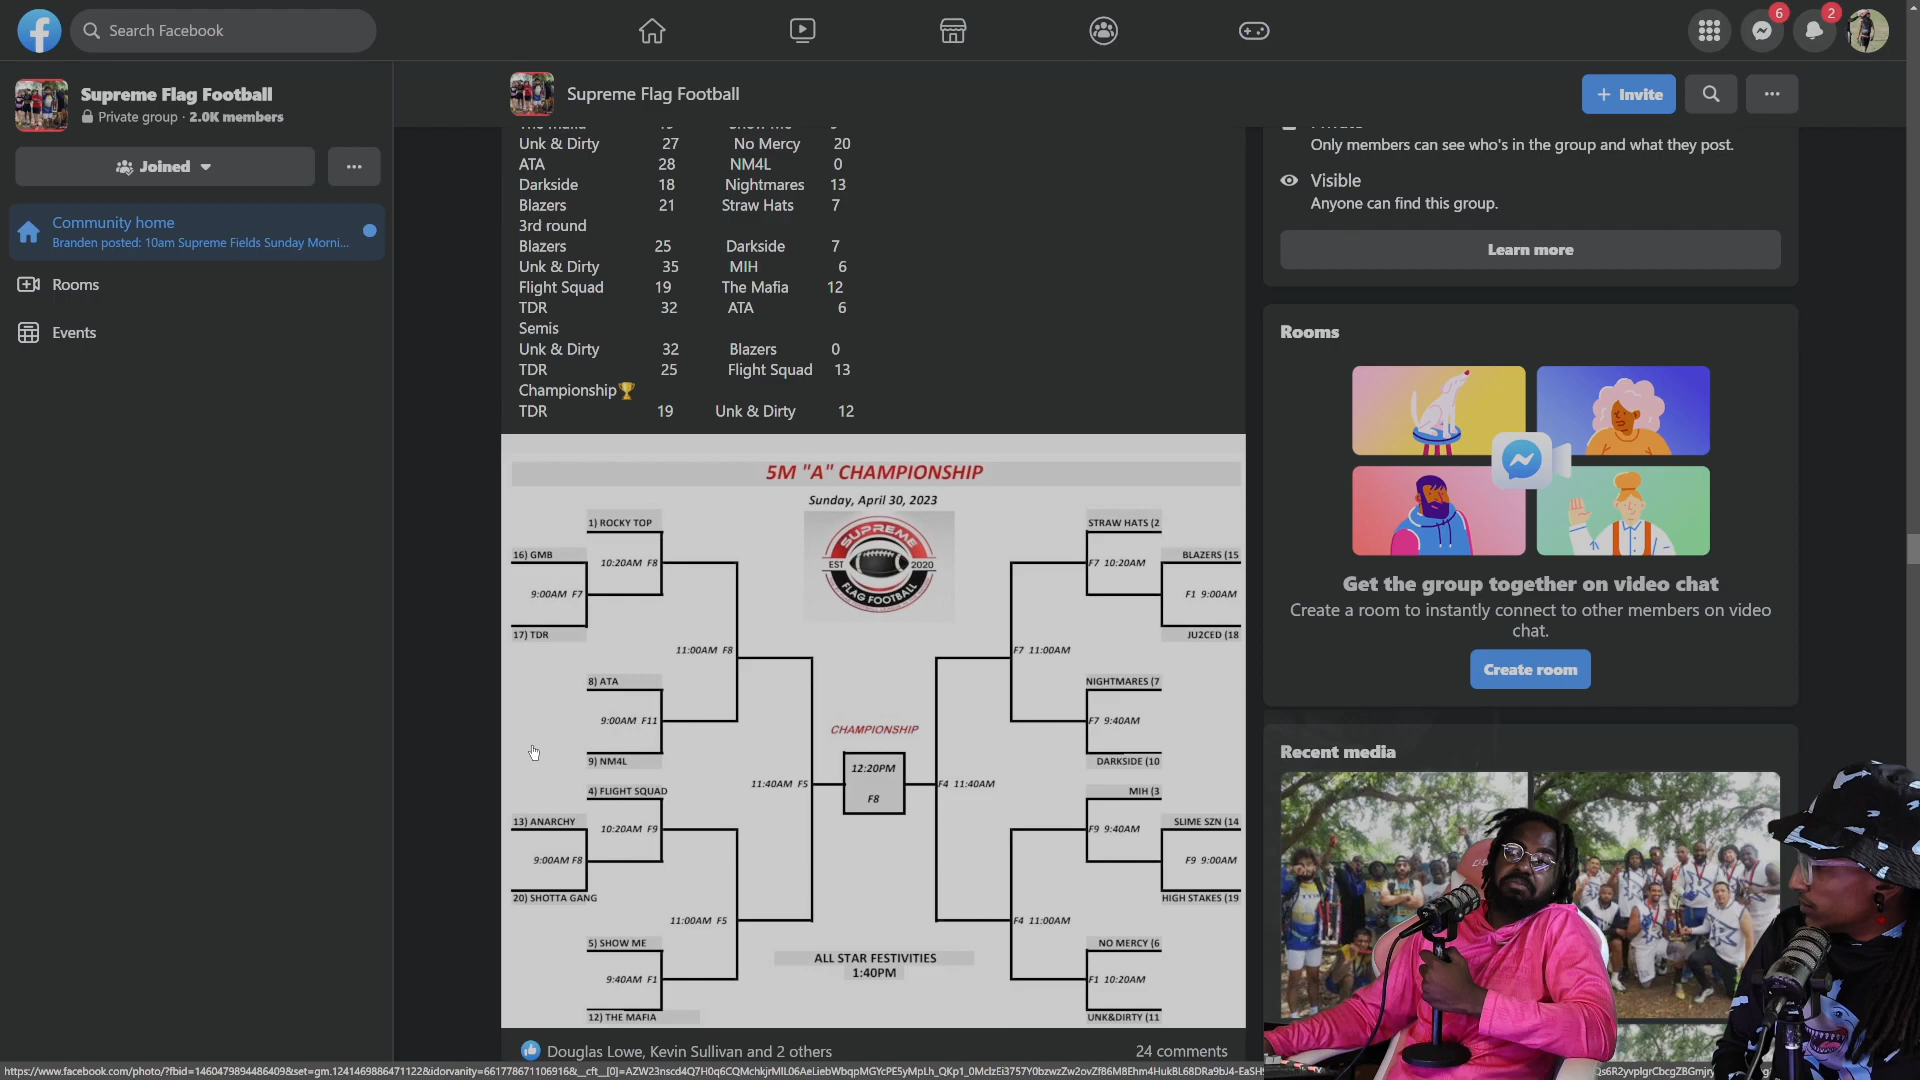 Search Facebook
6
2
Supreme Flag Football
Private group · 2.0K members
Joined
Community home
Branden posted: 10am Supreme Fields Sunday Morni...
Rooms
Events
Supreme Flag Football
+ Invite
Unk & Dirty 27 No Mercy 20
ATA 28 NM4L 0
Darkside 18 Nightmares 13
Blazers 21 Straw Hats 7
3rd round
Blazers 25 Darkside 7
Unk & Dirty 35 MIH 6
Flight Squad 19 The Mafia 12
TDR 32 ATA 6
Semis
Unk & Dirty 32 Blazers 0
TDR 25 Flight Squad 13
Championship🏆
TDR 19 Unk & Dirty 12
5M "A" CHAMPIONSHIP
Sunday, April 30, 2023
SUPREME
EST 2020
FLAG FOOTBALL
1) ROCKY TOP
16) GMB
10:20AM F8
9:00AM F7
17) TDR
11:00AM F8
8) ATA
9:00AM F11
9) NM4L
11:40AM F5
4) FLIGHT SQUAD
13) ANARCHY
10:20AM F9
9:00AM F8
20) SHOTTA GANG
11:00AM F5
5) SHOW ME
9:40AM F1
12) THE MAFIA
CHAMPIONSHIP
12:20PM
F8
ALL STAR FESTIVITIES
1:40PM
STRAW HATS (2
BLAZERS (15
F7 10:20AM
F1 9:00AM
JU2CED (18
F7 11:00AM
NIGHTMARES (7
F7 9:40AM
DARKSIDE (10
F4 11:40AM
MIH (3
SLIME SZN (14
F9 9:40AM
F9 9:00AM
HIGH STAKES (19
F4 11:00AM
NO MERCY (6
F1 10:20AM
UNK&DIRTY (11
Douglas Lowe, Kevin Sullivan and 2 others
24 comments
Only members can see who's in the group and what they post.
Visible
Anyone can find this group.
Learn more
Rooms
Get the group together on video chat
Create a room to instantly connect to other members on video
chat.
Create room
Recent media